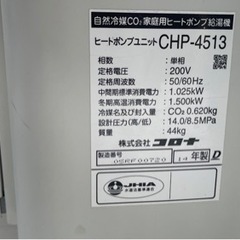 自然冷媒CO₂家庭用ヒートポンプ給湯機
ヒートポンプユニット CHP-4513
相数 : 単相
定格電圧 : 200V
定格周波数 : 50/60Hz
中間期標準消費電力 : 1.025kW
冬期高温消費電力 : 1.500kW
冷媒名及び封入量 : CO₂ 0.620kg
設計圧力(高/低) : 14.0/8.5MPa
質量 : 44kg
株式会社 コロナ
製造番号 05RF00720 14年製 D
JHIA